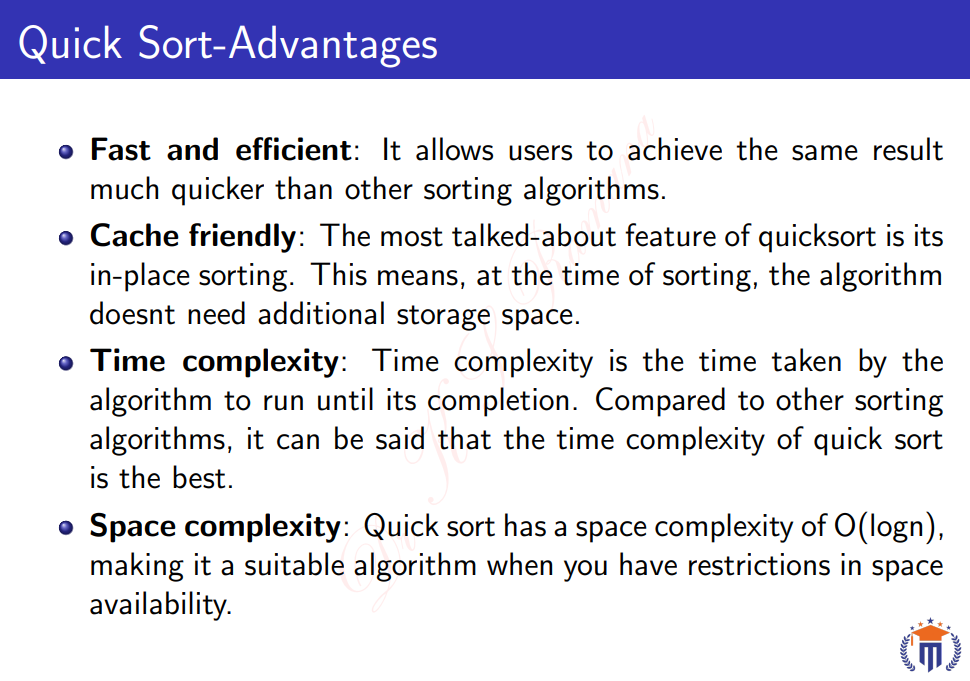 Quick Sort-Advantages
Fast and efficient: It allows users to achieve the same result
much quicker than other sorting algorithms.
Cache friendly: The most talked-about feature of quicksort is its
in-place sorting. This means, at the time of sorting, the algorithm
doesnt need additional storage space.
Time complexity: Time complexity is the time taken by the
algorithm to run until its completion. Compared to other sorting
algorithms, it can be said that the time complexity of quick sort
is the best.
Space complexity: Quick sort has a space complexity of O(logn),
making it a suitable algorithm when you have restrictions in space
availability.